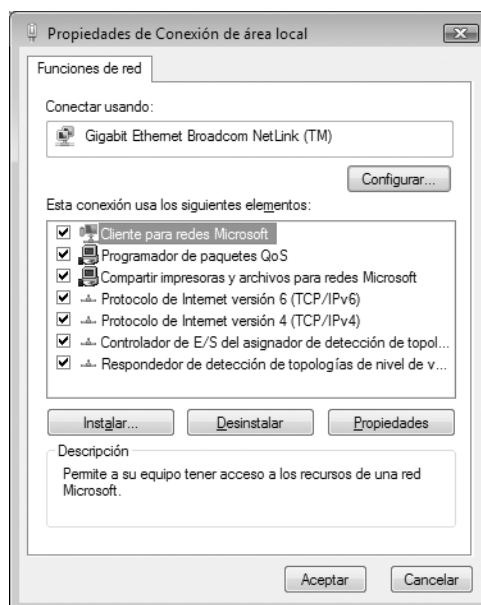 Propiedades de Conexión de área local
Funciones de red
Conectar usando:
Gigabit Ethernet Broadcom NetLink (TM)
Configurar...
Esta conexión usa los siguientes elementos:
Cliente para redes Microsoft
Programador de paquetes QoS
Compartir impresoras y archivos para redes Microsoft
Protocolo de Internet versión 6 (TCP/IPv6)
Protocolo de Internet versión 4 (TCP/IPv4)
Controlador de E/S del asignador de detección de topol...
Respondedor de detección de topologías de nivel de v...
Instalar... Desinstalar Propiedades
Descripción
Permite a su equipo tener acceso a los recursos de una red
Microsoft.
Aceptar Cancelar